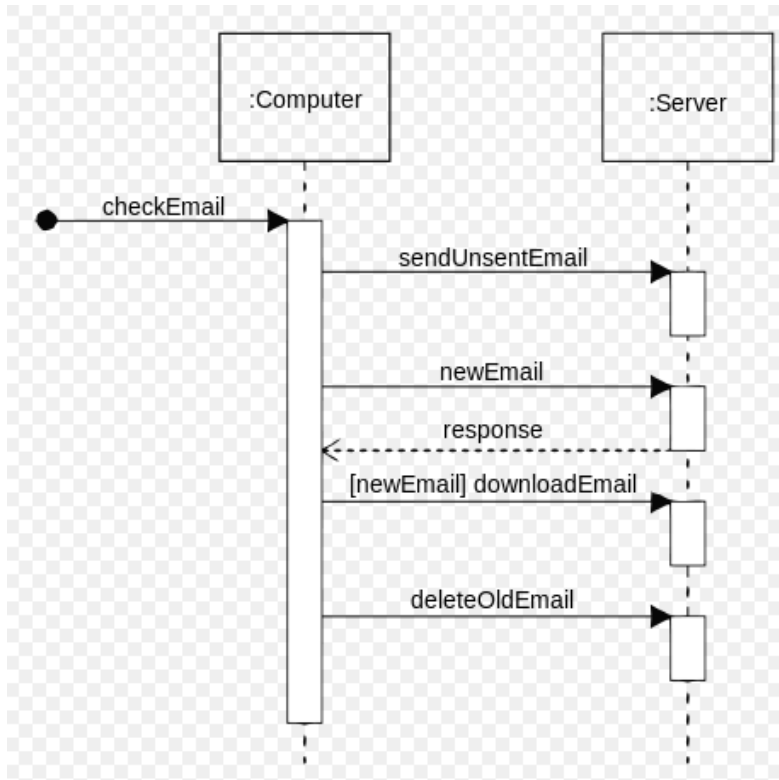 :Computer
:Server
checkEmail
sendUnsentEmail
newEmail
response
[newEmail] downloadEmail
deleteOldEmail